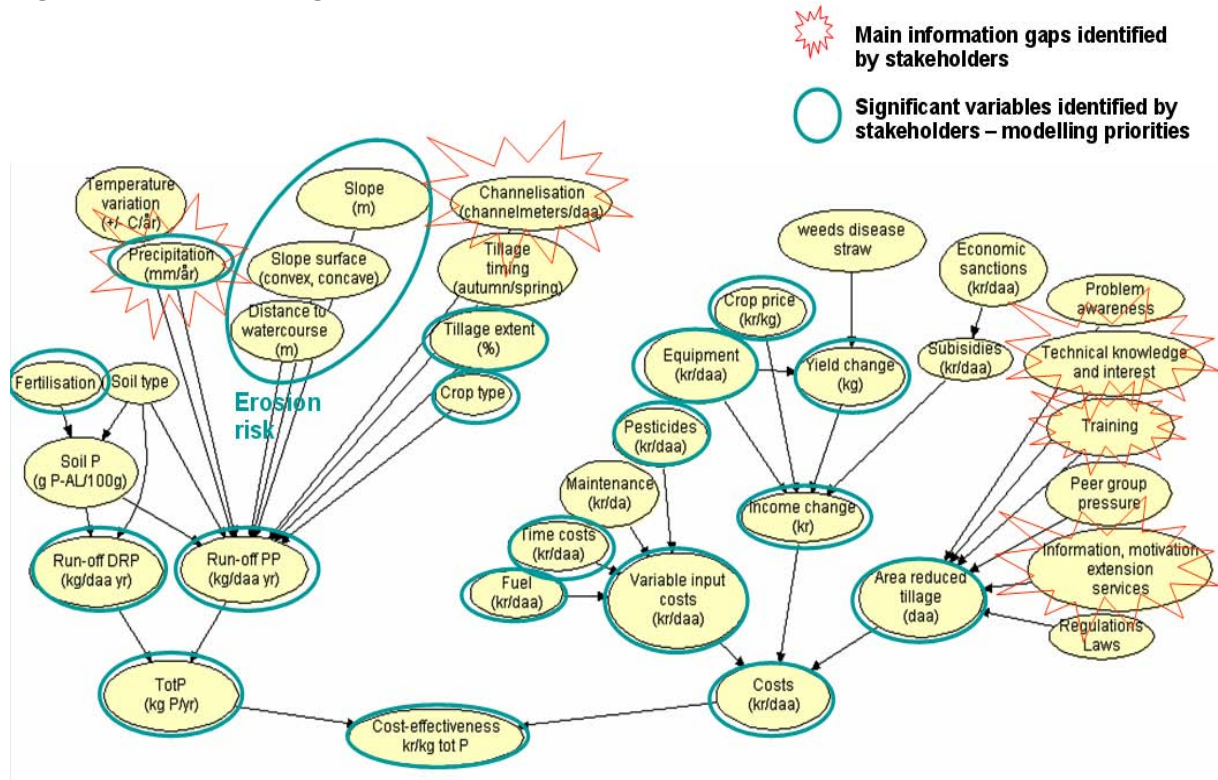 Main information gaps identified
by stakeholders
Significant variables identified by
stakeholders – modelling priorities
Temperature
variation
(+/- C/år)
Precipitation
(mm/år)
Slope
(m)
Slope surface
(convex, concave)
Distance to
watercourse
(m)
Erosion
risk
Channelisation
(channelmeters/daa)
Tillage
timing
(autumn/spring)
Tillage extent
(%)
Crop type
Fertilisation
Soil type
Soil P
(g P-AL/100g)
Run-off DRP
(kg/daa yr)
Run-off PP
(kg/daa yr)
TotP
(kg P/yr)
weeds disease
straw
Economic
sanctions
(kr/daa)
Crop price
(kr/kg)
Equipment
(kr/daa)
Yield change
(kg)
Subisidies
(kr/daa)
Pesticides
(kr/daa)
Maintenance
(kr/da)
Time costs
(kr/daa)
Fuel
(kr/daa)
Variable input
costs
(kr/daa)
Income change
(kr)
Problem
awareness
Technical knowledge
and interest
Training
Peer group
pressure
Information, motivation
extension
services
Regulations
Laws
Area reduced
tillage
(daa)
Costs
(kr/daa)
Cost-effectiveness
kr/kg tot P